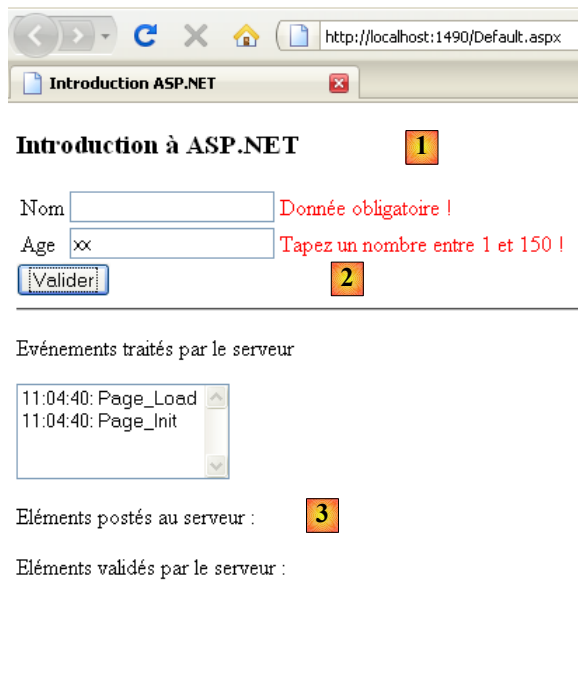 http://localhost:1490/Default.aspx
Introduction ASP.NET
Introduction à ASP.NET 1
Nom Donnée obligatoire !
Age xx Tapez un nombre entre 1 et 150 !
Valider 2
Evénements traités par le serveur
11:04:40: Page_Load
11:04:40: Page_Init
Eléments postés au serveur : 3
Eléments validés par le serveur :